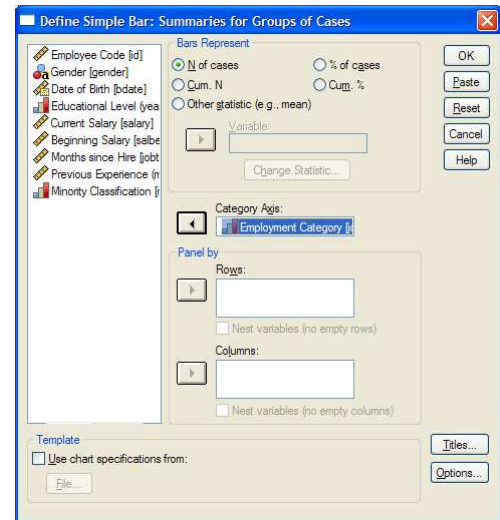 Define Simple Bar: Summaries for Groups of Cases
Employee Code [id]
Gender [gender]
Date of Birth [bdate]
Educational Level (yea
Current Salary [salary]
Beginning Salary [salbe
Months since Hire [jobt
Previous Experience (m
Minority Classification [r
Bars Represent
N of cases
% of cases
Cum. N
Cum. %
Other statistic (e.g., mean)
Variable:
Change Statistic...
Category Axis:
Employment Category [jo
Panel by
Rows:
Nest variables (no empty rows)
Columns:
Nest variables (no empty columns)
OK
Paste
Reset
Cancel
Help
Template
Use chart specifications from:
File...
Titles...
Options...